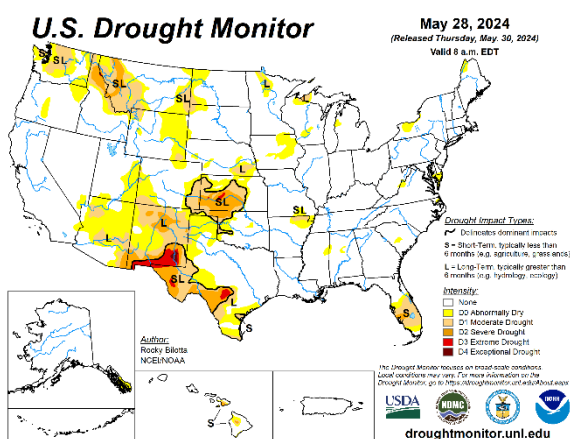 U.S. Drought Monitor
May 28, 2024
(Released Thursday, May. 30, 2024)
Valid 8 a.m. EDT
SL
SL
SL
L
L
L
SL
SL
L
L
SL
L
S
S
S
Drought Impact Types:
Delineates dominant impacts
S = Short-Term, typically less than
6 months (e.g. agriculture, grasslands)
L = Long-Term, typically greater than
6 months (e.g. hydrology, ecology)
Intensity:
None
D0 Abnormally Dry
D1 Moderate Drought
D2 Severe Drought
D3 Extreme Drought
D4 Exceptional Drought
Author:
Rocky Bilotta
NCEI/NOAA
The Drought Monitor focuses on broad-scale conditions.
Local conditions may vary. For more information on the
Drought Monitor, go to https://droughtmonitor.unl.edu/About.aspx
USDA
NDMC
NOAA
droughtmonitor.unl.edu